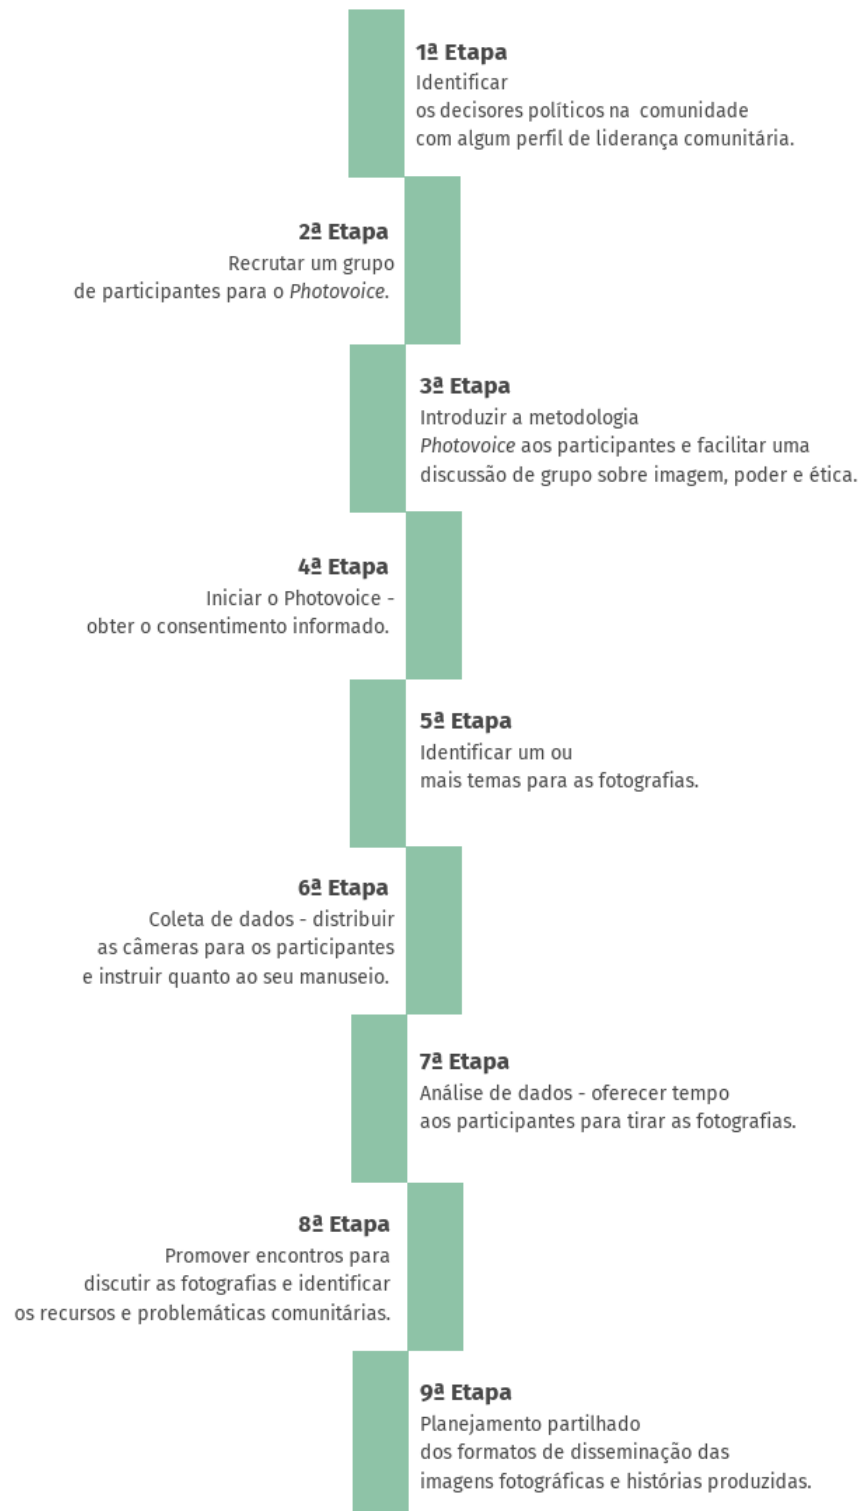 1ª Etapa
Identificar
os decisores políticos na comunidade
com algum perfil de liderança comunitária.
2ª Etapa
Recrutar um grupo
de participantes para o Photovoice.
3ª Etapa
Introduzir a metodologia
Photovoice aos participantes e facilitar uma
discussão de grupo sobre imagem, poder e ética.
4ª Etapa
Iniciar o Photovoice -
obter o consentimento informado.
5ª Etapa
Identificar um ou
mais temas para as fotografias.
6ª Etapa
Coleta de dados - distribuir
as câmeras para os participantes
e instruir quanto ao seu manuseio.
7ª Etapa
Análise de dados - oferecer tempo
aos participantes para tirar as fotografias.
8ª Etapa
Promover encontros para
discutir as fotografias e identificar
os recursos e problemáticas comunitárias.
9ª Etapa
Planejamento partilhado
dos formatos de disseminação das
imagens fotográficas e histórias produzidas.